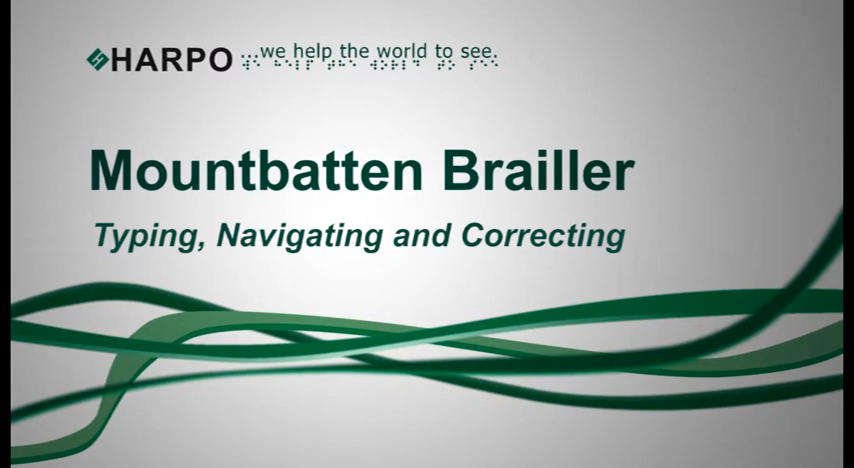 HARPO ...we help the world to see.
⠺⠑ ⠓⠑⠇⠏ ⠞⠓⠑ ⠺⠕⠗⠇⠙ ⠞⠕ ⠎⠑⠑
Mountbatten Brailler
Typing, Navigating and Correcting